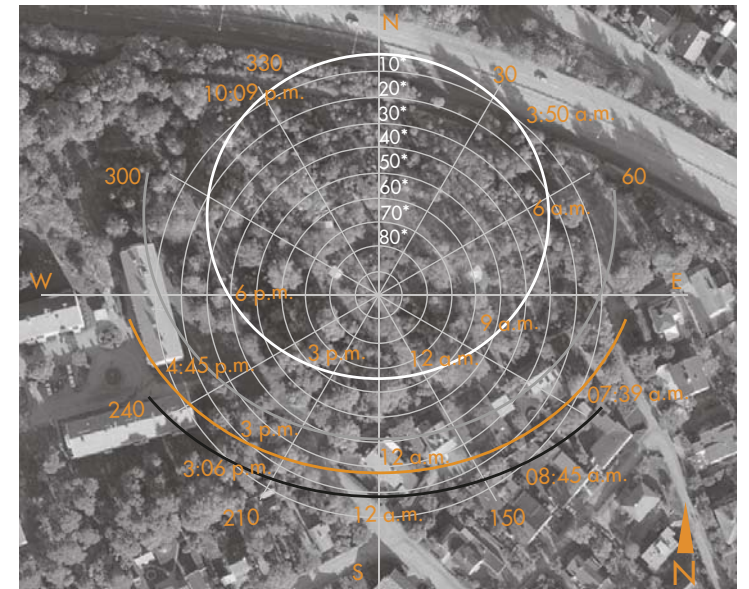 N
330
10*
30
10:09 p.m.
20*
3:50 a.m.
30*
40*
50*
300
60*
60
70*
6 a.m.
80*
W
6 p.m.
E
9 a.m.
3 p.m.
12 a.m.
4:45 p.m
07:39 a.m.
240
3 p.m.
12 a.m.
3:06 p.m.
08:45 a.m.
210
12 a.m.
150
S
N